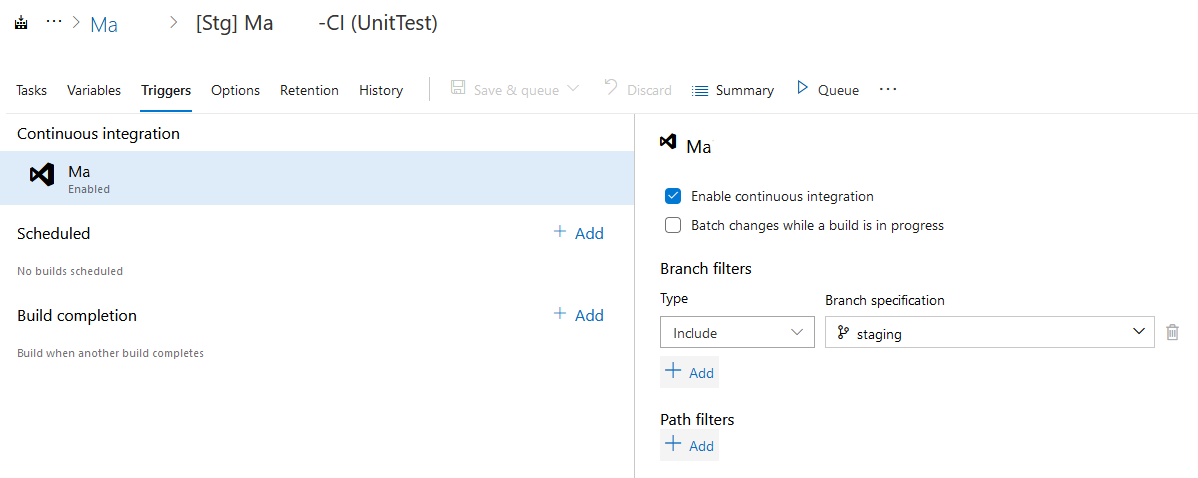 ··· > Ma > [Stg] Ma -CI (UnitTest)
Tasks Variables Triggers Options Retention History Save & queue Discard Summary Queue ···
Continuous integration
Ma
Enabled
Scheduled + Add
No builds scheduled
Build completion + Add
Build when another build completes
Ma
Enable continuous integration
Batch changes while a build is in progress
Branch filters
Type Branch specification
Include staging
+ Add
Path filters
+ Add